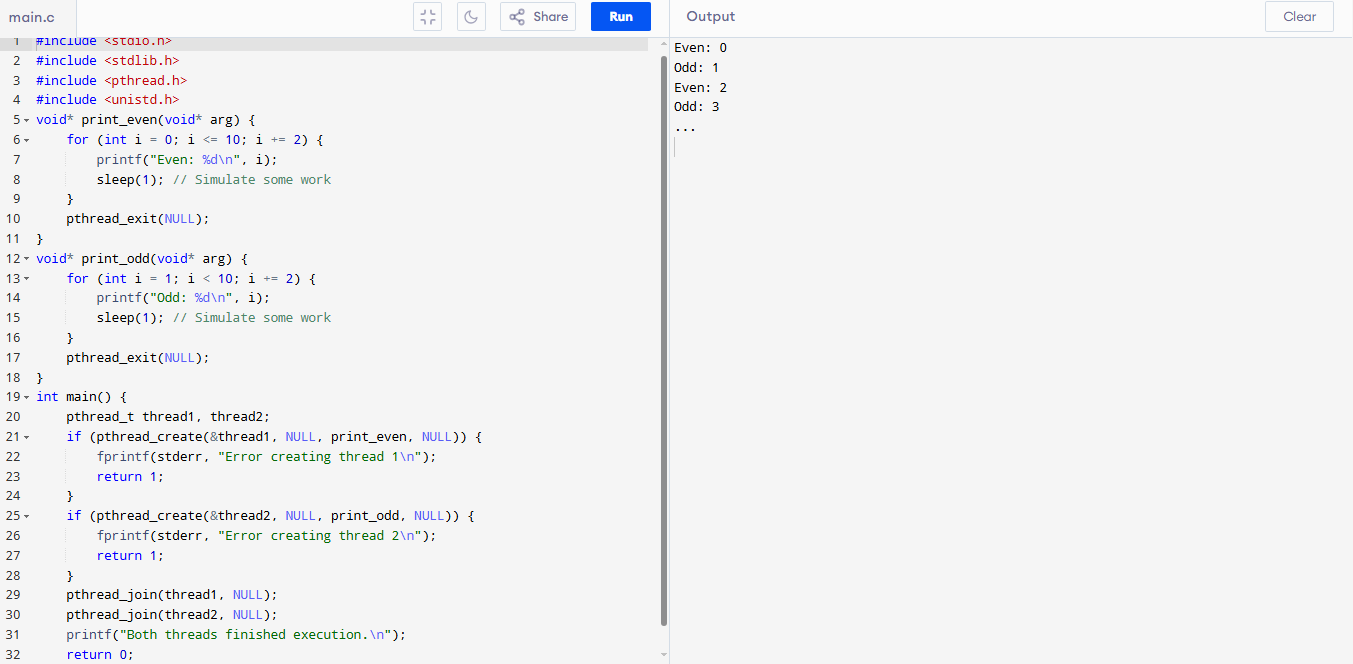 main.c
Share
Run
Output
Clear
1 #include <stdio.h>
2 #include <stdlib.h>
3 #include <pthread.h>
4 #include <unistd.h>
5 void* print_even(void* arg) {
6     for (int i = 0; i <= 10; i += 2) {
7         printf("Even: %d\n", i);
8         sleep(1); // Simulate some work
9     }
10     pthread_exit(NULL);
11 }
12 void* print_odd(void* arg) {
13     for (int i = 1; i < 10; i += 2) {
14         printf("Odd: %d\n", i);
15         sleep(1); // Simulate some work
16     }
17     pthread_exit(NULL);
18 }
19 int main() {
20     pthread_t thread1, thread2;
21     if (pthread_create(&thread1, NULL, print_even, NULL)) {
22         fprintf(stderr, "Error creating thread 1\n");
23         return 1;
24     }
25     if (pthread_create(&thread2, NULL, print_odd, NULL)) {
26         fprintf(stderr, "Error creating thread 2\n");
27         return 1;
28     }
29     pthread_join(thread1, NULL);
30     pthread_join(thread2, NULL);
31     printf("Both threads finished execution.\n");
32     return 0;
Even: 0
Odd: 1
Even: 2
Odd: 3
...